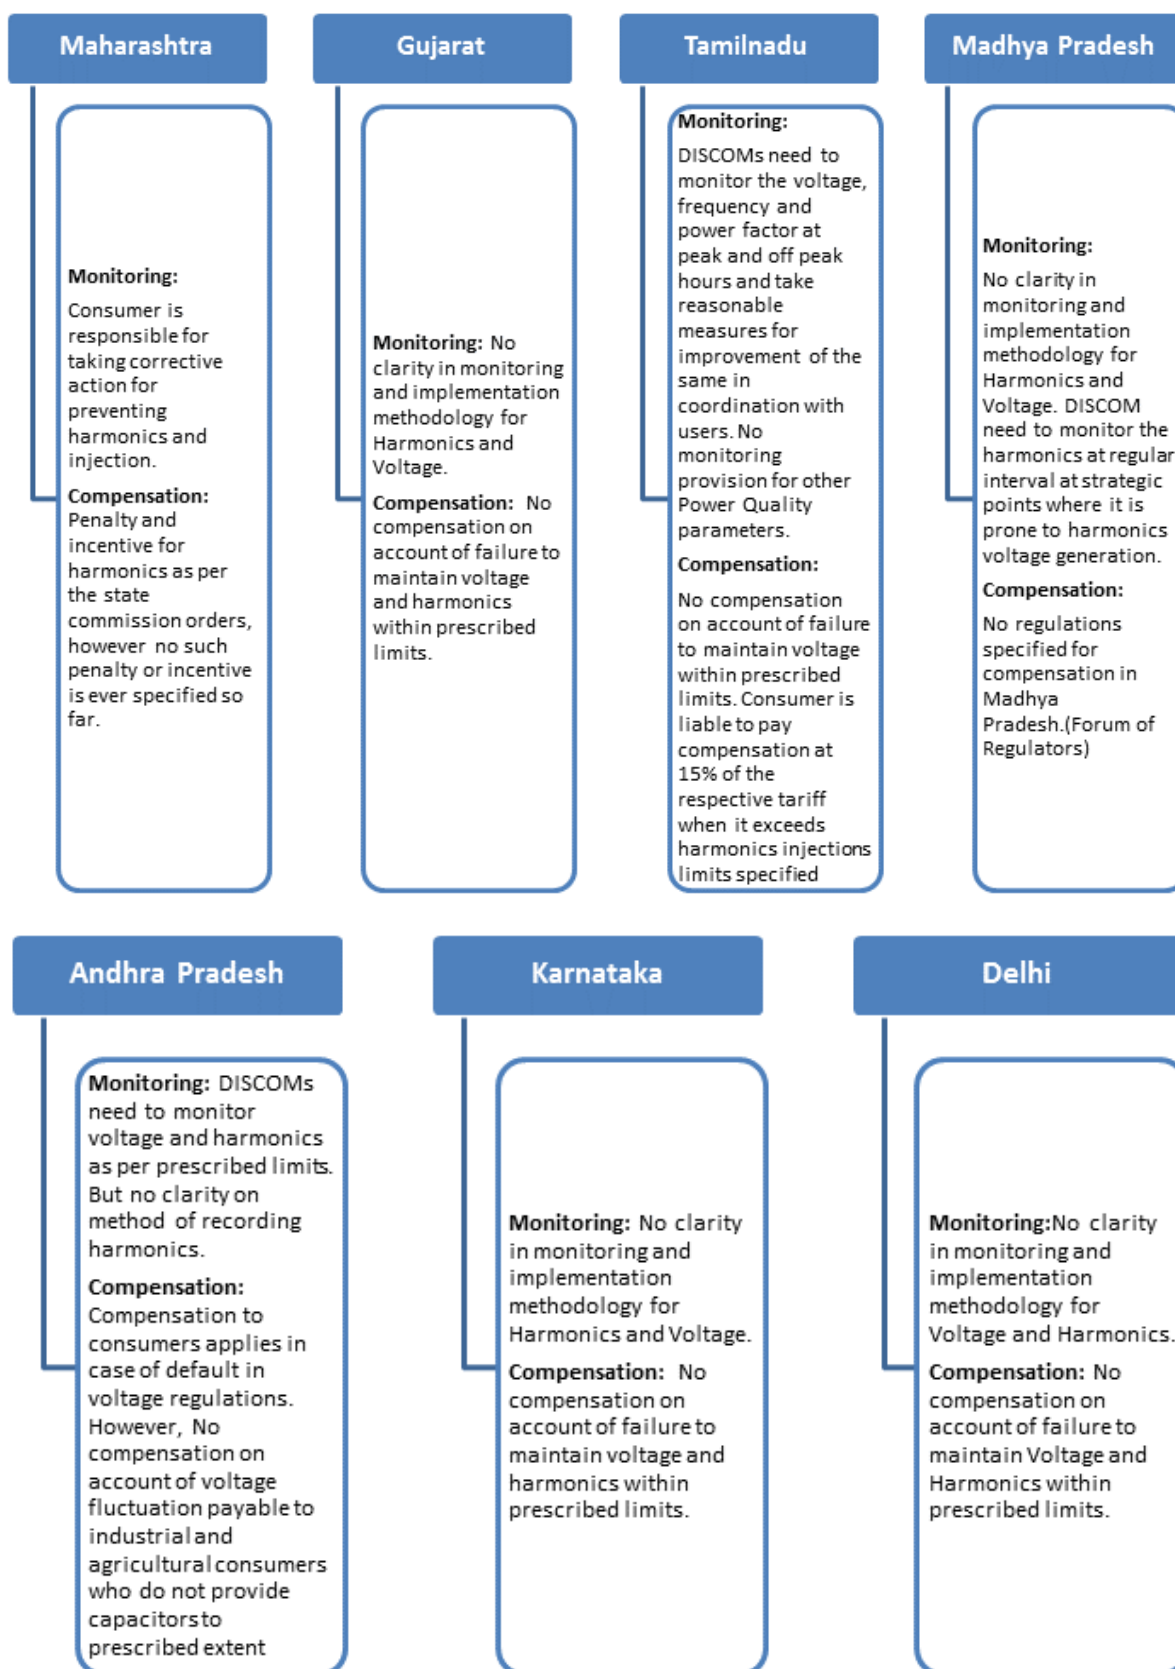 Maharashtra
Monitoring:
Consumer is
responsible for
taking corrective
action for
preventing
harmonics and
injection.
Compensation:
Penalty and
incentive for
harmonics as per
the state
commission orders,
however no such
penalty or incentive
is ever specified so
far.
Gujarat
Monitoring: No
clarity in monitoring
and implementation
methodology for
Harmonics and
Voltage.
Compensation: No
compensation on
account of failure to
maintain voltage
and harmonics
within prescribed
limits.
Tamilnadu
Monitoring:
DISCOMs need to
monitor the voltage,
frequency and
power factor at
peak and off peak
hours and take
reasonable
measures for
improvement of the
same in
coordination with
users. No
monitoring
provision for other
Power Quality
parameters.
Compensation:
No compensation
on account of failure
to maintain voltage
within prescribed
limits. Consumer is
liable to pay
compensation at
15% of the
respective tariff
when it exceeds
harmonics injections
limits specified
Madhya Pradesh
Monitoring:
No clarity in
monitoring and
implementation
methodology for
Harmonics and
Voltage. DISCOM
need to monitor the
harmonics at regular
interval at strategic
points where it is
prone to harmonics
voltage generation.
Compensation:
No regulations
specified for
compensation in
Madhya
Pradesh.(Forum of
Regulators)
Andhra Pradesh
Monitoring: DISCOMs
need to monitor
voltage and harmonics
as per prescribed limits.
But no clarity on
method of recording
harmonics.
Compensation:
Compensation to
consumers applies in
case of default in
voltage regulations.
However, No
compensation on
account of voltage
fluctuation payable to
industrial and
agricultural consumers
who do not provide
capacitors to
prescribed extent
Karnataka
Monitoring: No clarity
in monitoring and
implementation
methodology for
Harmonics and Voltage.
Compensation: No
compensation on
account of failure to
maintain voltage and
harmonics within
prescribed limits.
Delhi
Monitoring:No clarity
in monitoring and
implementation
methodology for
Voltage and Harmonics.
Compensation: No
compensation on
account of failure to
maintain Voltage and
Harmonics within
prescribed limits.